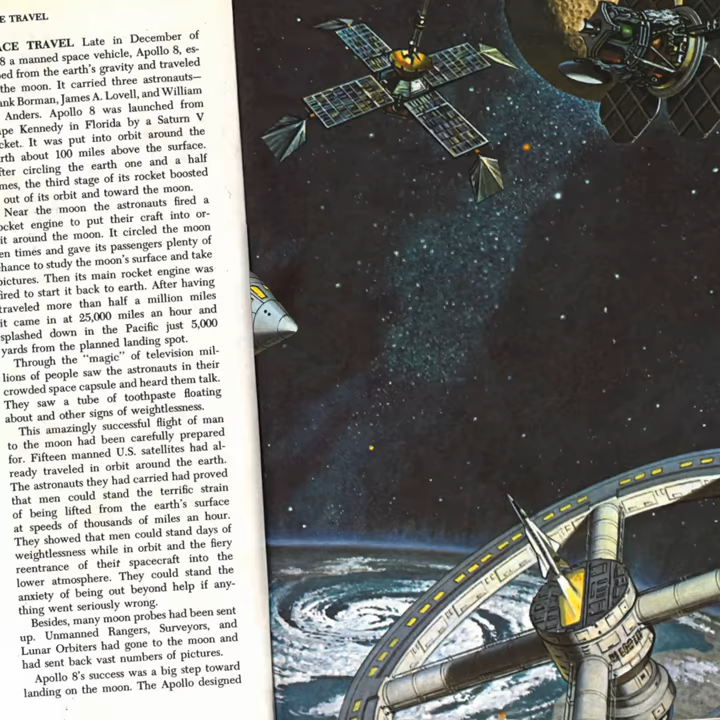 E TRAVEL
ACE TRAVEL Late in December of
8 a manned space vehicle, Apollo 8, es-
ped from the earth's gravity and traveled
the moon. It carried three astronauts—
ank Borman, James A. Lovell, and William
Anders. Apollo 8 was launched from
ape Kennedy in Florida by a Saturn V
cket. It was put into orbit around the
rth about 100 miles above the surface.
fter circling the earth one and a half
mes, the third stage of its rocket boosted
out of its orbit and toward the moon.
Near the moon the astronauts fired a
ocket engine to put their craft into or-
it around the moon. It circled the moon
en times and gave its passengers plenty of
hance to study the moon's surface and take
pictures. Then its main rocket engine was
ired to start it back to earth. After having
traveled more than half a million miles
it came in at 25,000 miles an hour and
splashed down in the Pacific just 5,000
yards from the planned landing spot.
Through the "magic" of television mil-
lions of people saw the astronauts in their
crowded space capsule and heard them talk.
They saw a tube of toothpaste floating
about and other signs of weightlessness.
This amazingly successful flight of man
to the moon had been carefully prepared
for. Fifteen manned U.S. satellites had al-
ready traveled in orbit around the earth.
The astronauts they had carried had proved
that men could stand the terrific strain
of being lifted from the earth's surface
at speeds of thousands of miles an hour.
They showed that men could stand days of
weightlessness while in orbit and the fiery
reentrance of their spacecraft into the
lower atmosphere. They could stand the
anxiety of being out beyond help if any-
thing went seriously wrong.
Besides, many moon probes had been sent
up. Unmanned Rangers, Surveyors, and
Lunar Orbiters had gone to the moon and
had sent back vast numbers of pictures.
Apollo 8's success was a big step toward
landing on the moon. The Apollo designed